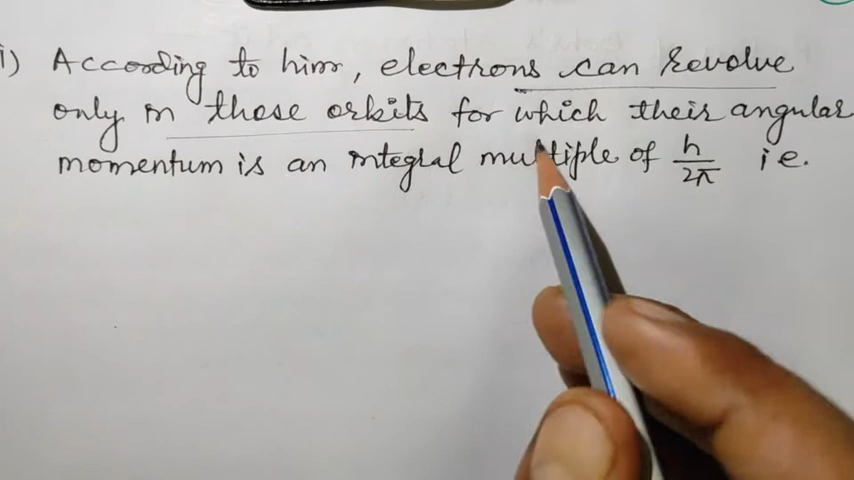 i) According to him, electrons can revolve
only in those orbits for which their angular
momentum is an integral multiple of h/2π i e.